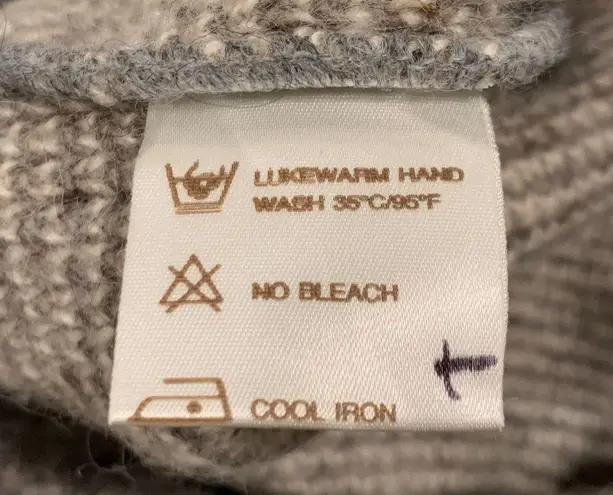 LUKEWARM HAND
WASH 35°C/95°F
NO BLEACH
COOL IRON